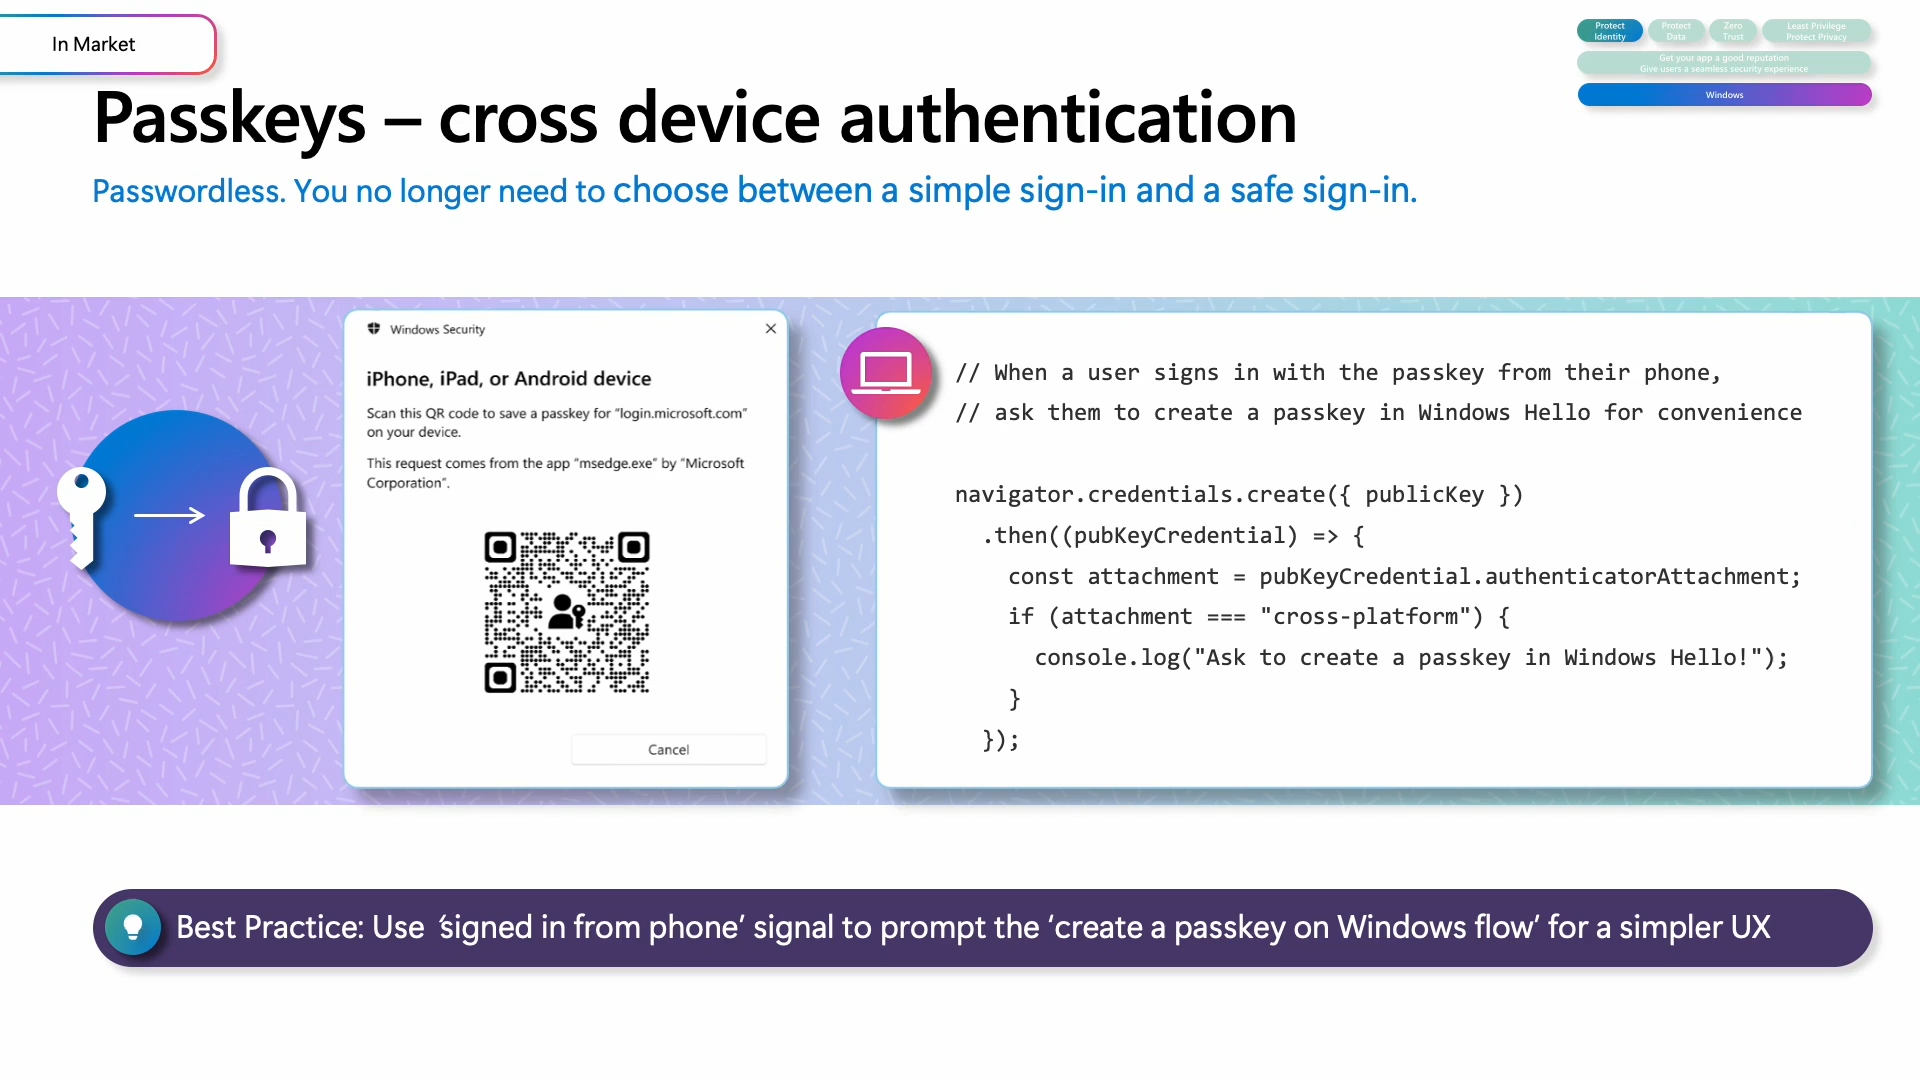 In Market
Protect
Identity
Protect
Data
Zero
Trust
Least Privilege
Protect Privacy
Get your app a good reputation
Give users a seamless security experience
Windows
Passkeys – cross device authentication
Passwordless. You no longer need to choose between a simple sign-in and a safe sign-in.
Windows Security
iPhone, iPad, or Android device
Scan this QR code to save a passkey for “login.microsoft.com”
on your device.
This request comes from the app “msedge.exe” by “Microsoft
Corporation”.
Cancel
// When a user signs in with the passkey from their phone,
// ask them to create a passkey in Windows Hello for convenience
navigator.credentials.create({ publicKey })
.then((pubKeyCredential) => {
const attachment = pubKeyCredential.authenticatorAttachment;
if (attachment === "cross-platform") {
console.log("Ask to create a passkey in Windows Hello!");
}
});
Best Practice: Use ‘signed in from phone’ signal to prompt the ‘create a passkey on Windows flow’ for a simpler UX